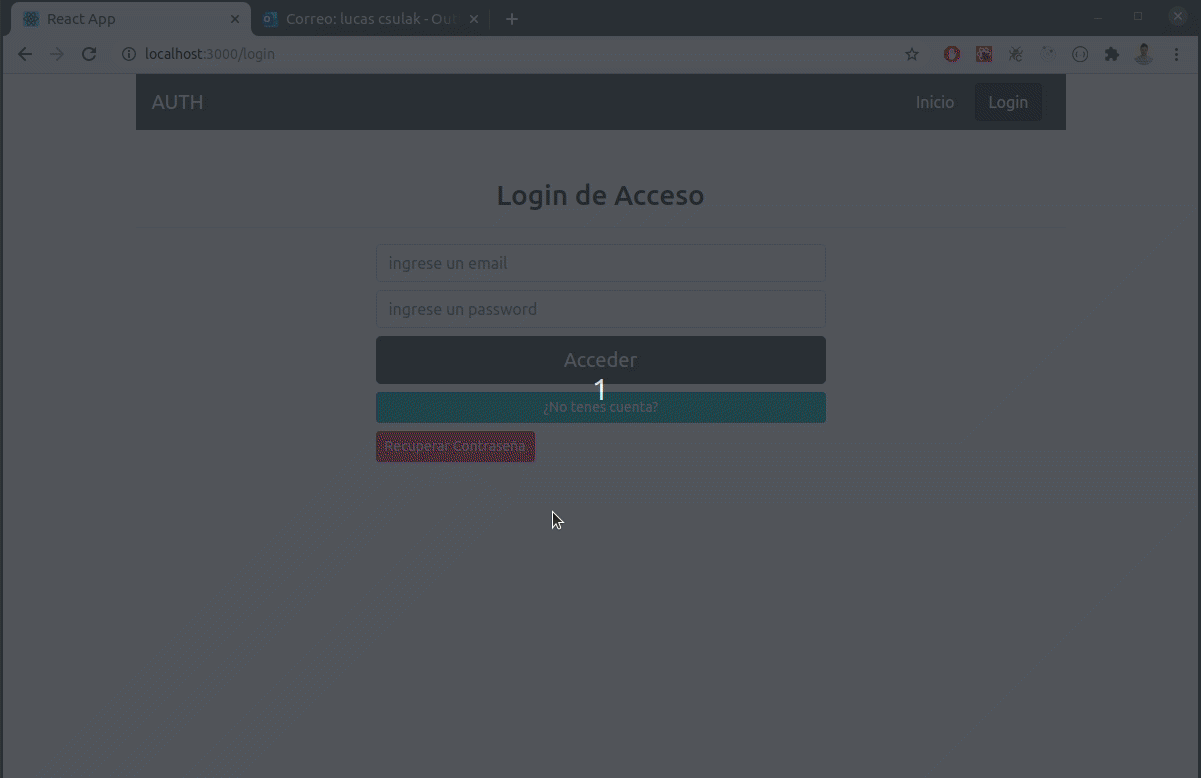 React App
Correo: lucas csulak - Out
localhost:3000/login
AUTH
Inicio
Login
Login de Acceso
ingrese un email
ingrese un password
Acceder
1
¿No tenes cuenta?
Recuperar Contraseña